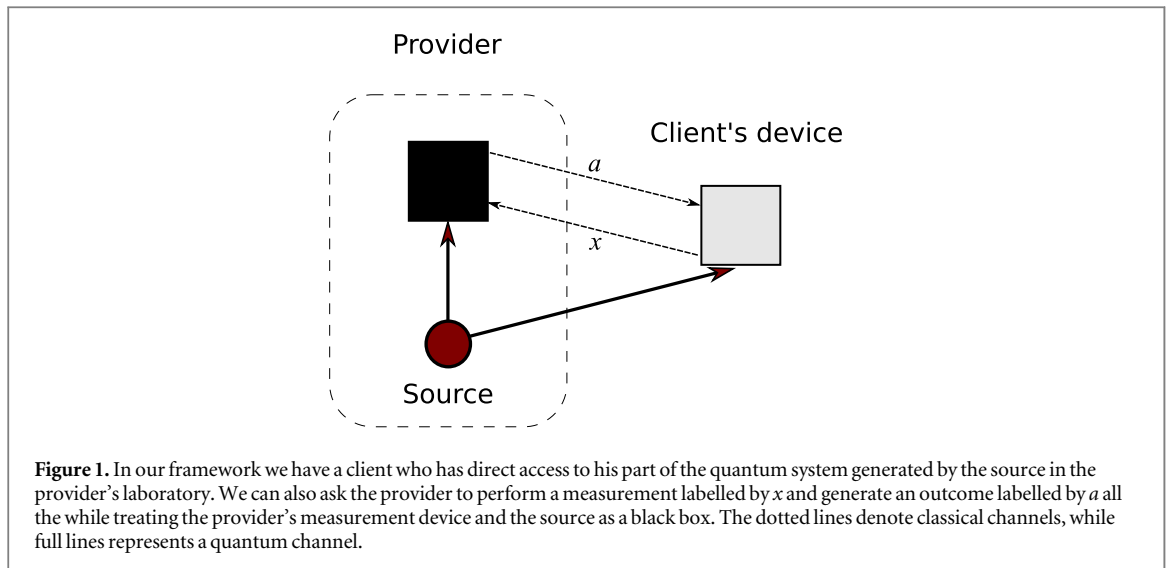 Provider
Client's device
a
x
Source
Figure 1. In our framework we have a client who has direct access to his part of the quantum system generated by the source in the
provider's laboratory. We can also ask the provider to perform a measurement labelled by x and generate an outcome labelled by a all
the while treating the provider's measurement device and the source as a black box. The dotted lines denote classical channels, while
full lines represents a quantum channel.